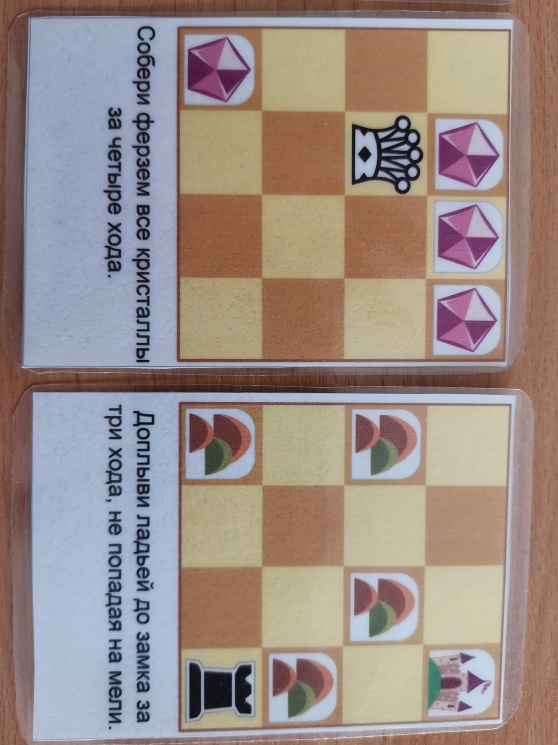 Собери ферзем все кристаллы
за четыре хода.
Доплыви ладьей до замка за
три хода, не попадая на мели.